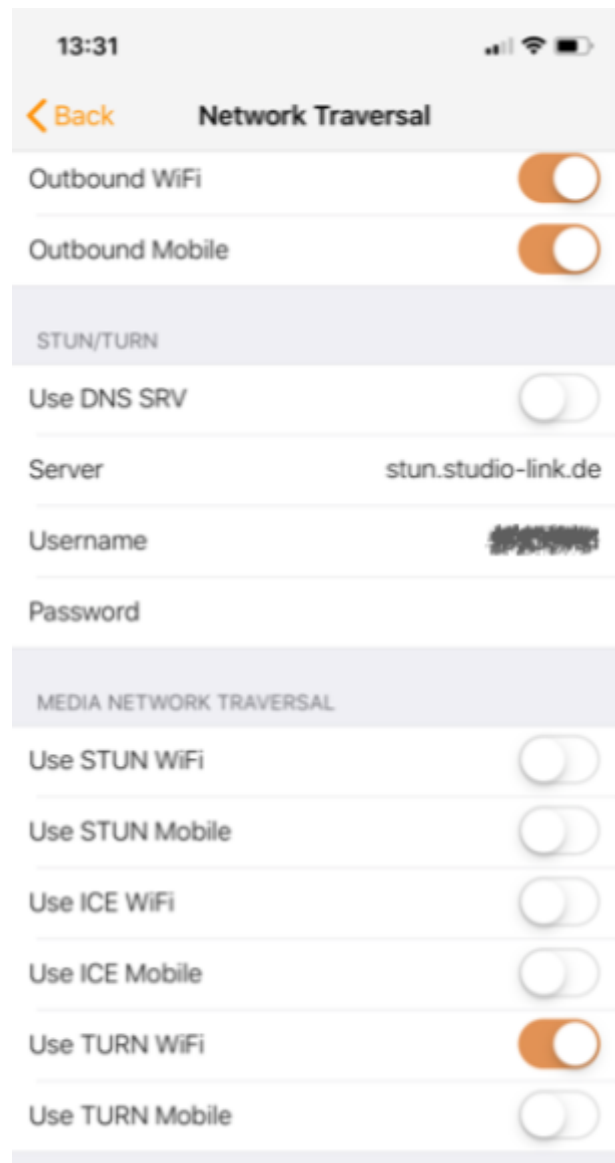 13:31
Back Network Traversal
Outbound WiFi
Outbound Mobile
STUN/TURN
Use DNS SRV
Server stun.studio-link.de
Username
Password
MEDIA NETWORK TRAVERSAL
Use STUN WiFi
Use STUN Mobile
Use ICE WiFi
Use ICE Mobile
Use TURN WiFi
Use TURN Mobile